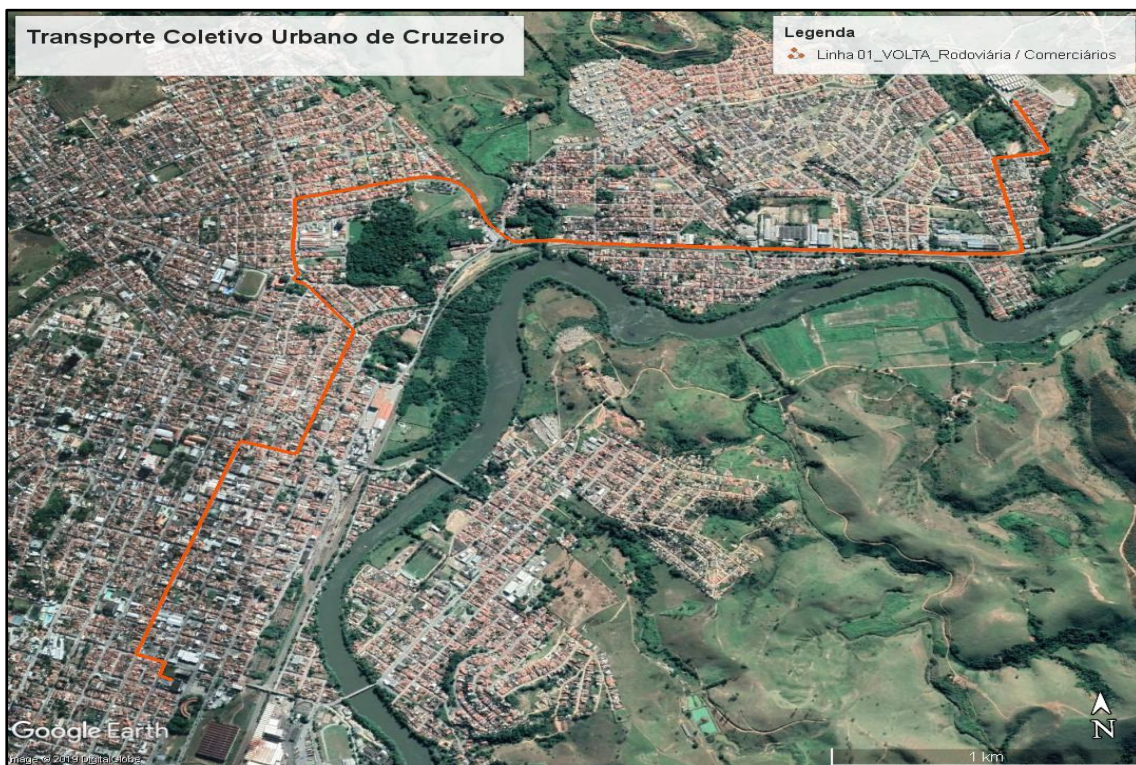 Transporte Coletivo Urbano de Cruzeiro
Legenda
Linha 01_VOLTA_Rodoviária / Comerciários
Google Earth
Image © 2019 DigitalGlobe
N
1 km